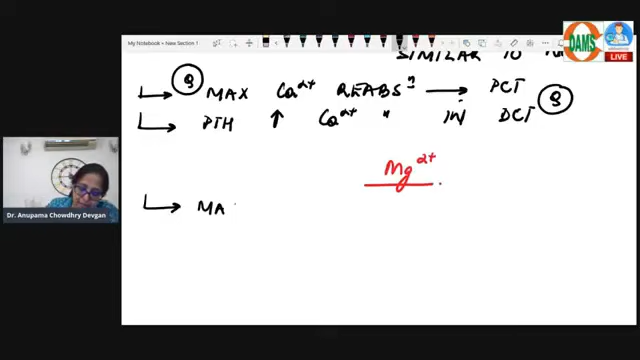 My Notebook • New Section 1
DAMS
LIVE
SIMILAR TO
Q MAX Ca2+ REABSn → PCT Q
PTH ↑ Ca2+ " IN DCT
Mg2+
MA
Dr. Anupama Chowdhry Devgan